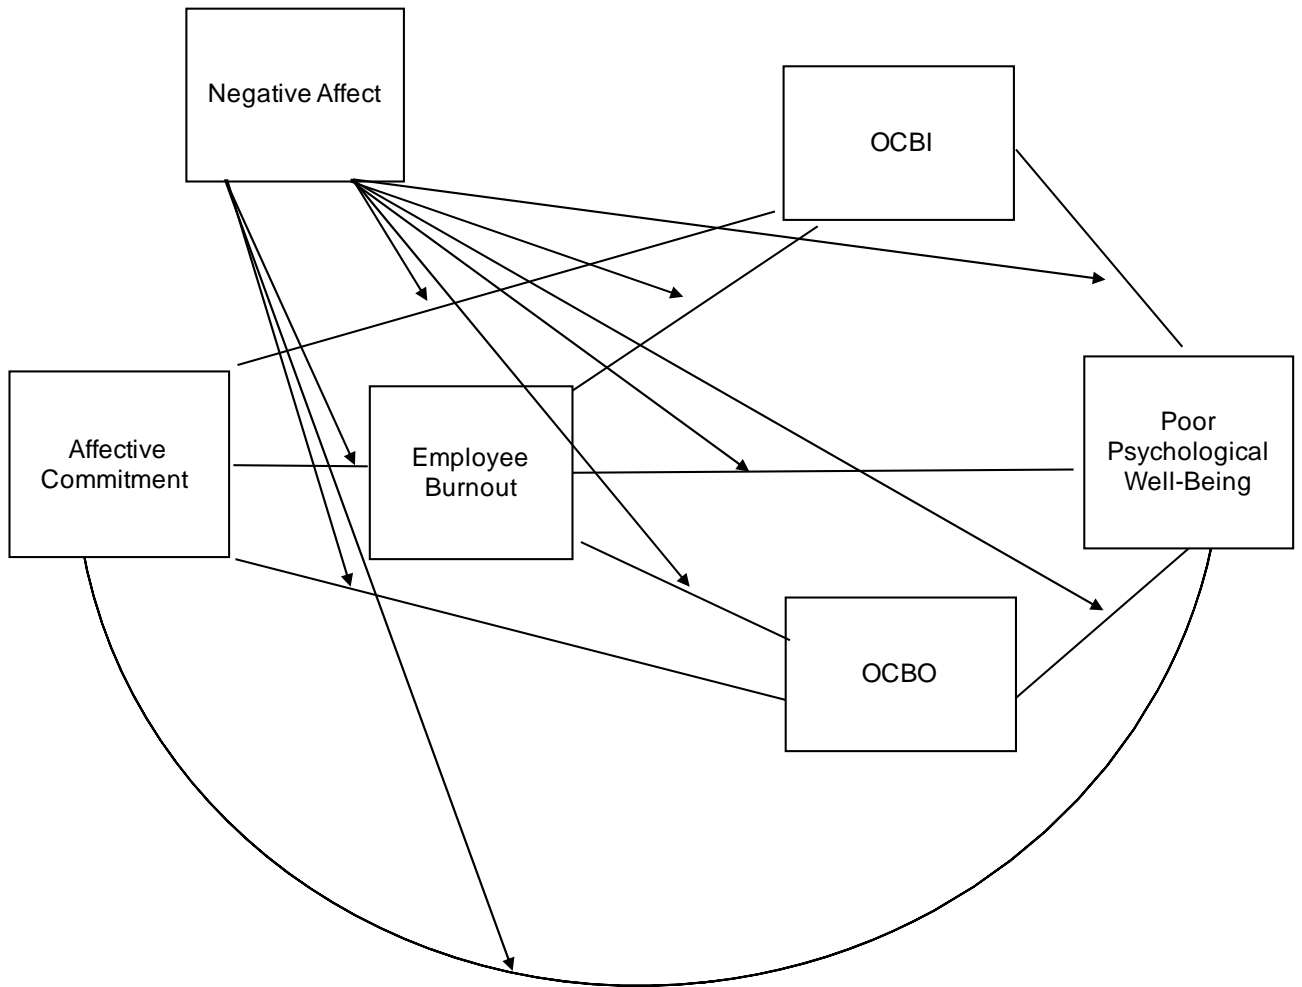 Negative Affect
OCBI
Affective
Commitment
Employee
Burnout
Poor
Psychological
Well-Being
OCBO